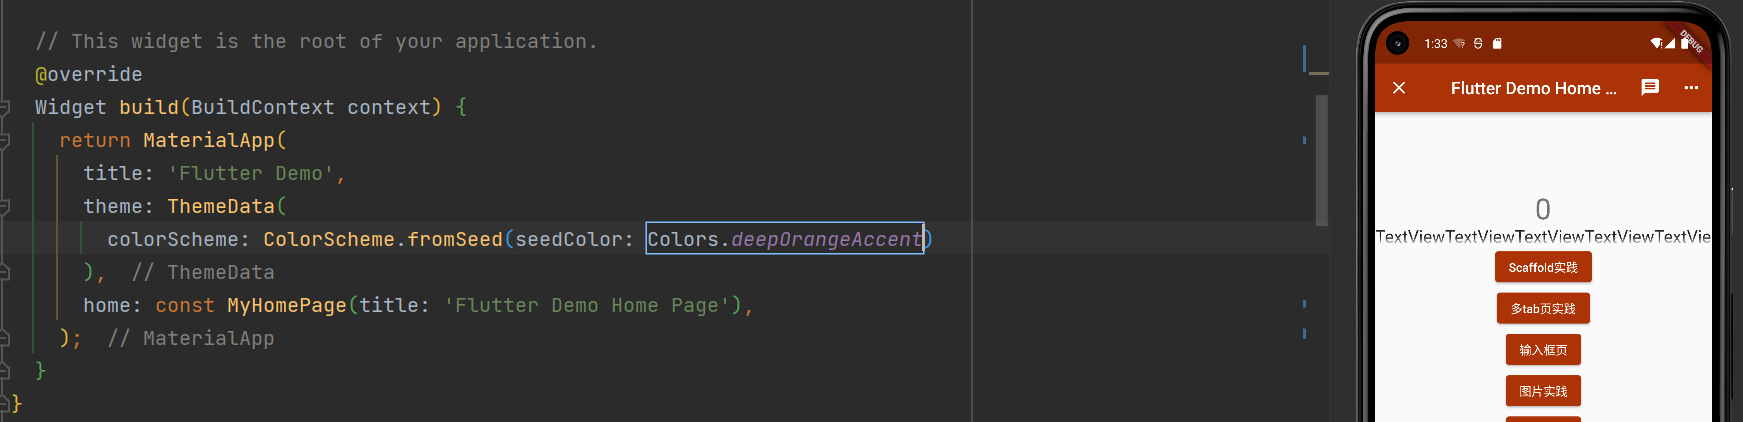 // This widget is the root of your application.
@override
Widget build(BuildContext context) {
return MaterialApp(
title: 'Flutter Demo',
theme: ThemeData(
colorScheme: ColorScheme.fromSeed(seedColor: Colors.deepOrangeAccent)
), // ThemeData
home: const MyHomePage(title: 'Flutter Demo Home Page'),
); // MaterialApp
}
}
1:33
DEBUG
Flutter Demo Home ...
0
TextViewTextViewTextViewTextViewTextVie
Scaffold实践
多tab页实践
输入框页
图片实践